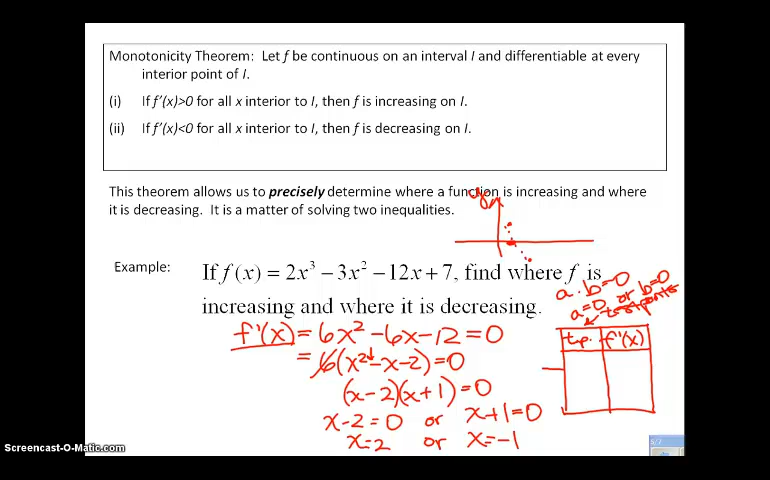 Monotonicity Theorem: Let f be continuous on an interval I and differentiable at every
interior point of I.
(i) If f'(x)>0 for all x interior to I, then f is increasing on I.
(ii) If f'(x)<0 for all x interior to I, then f is decreasing on I.
This theorem allows us to precisely determine where a function is increasing and where
it is decreasing. It is a matter of solving two inequalities.
Example: If f(x) = 2x³ − 3x² − 12x + 7, find where f is
increasing and where it is decreasing.
a · b = 0
a = 0 or b = 0
test points
t.p. f'(x)
f'(x) = 6x² − 6x − 12 = 0
= 6(x² − x − 2) = 0
(x − 2)(x + 1) = 0
x − 2 = 0 or x + 1 = 0
x = 2 or x = −1
Screencast-O-Matic.com